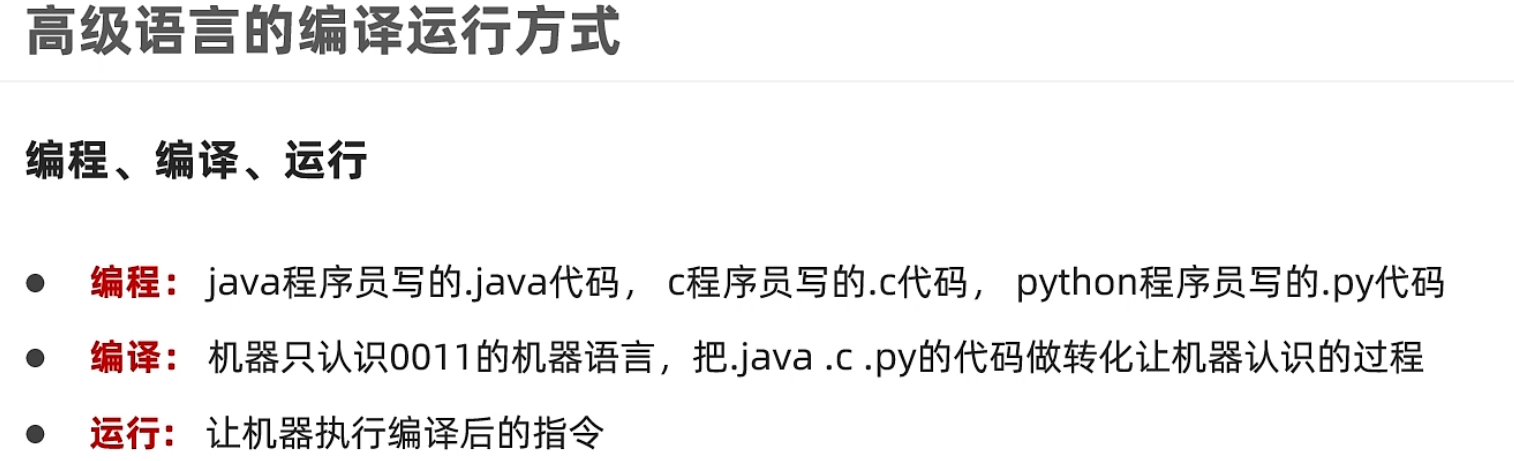 高级语言的编译运行方式
编程、编译、运行
● 编程： java程序员写的.java代码， c程序员写的.c代码， python程序员写的.py代码
● 编译： 机器只认识0011的机器语言，把.java .c .py的代码做转化让机器认识的过程
● 运行： 让机器执行编译后的指令